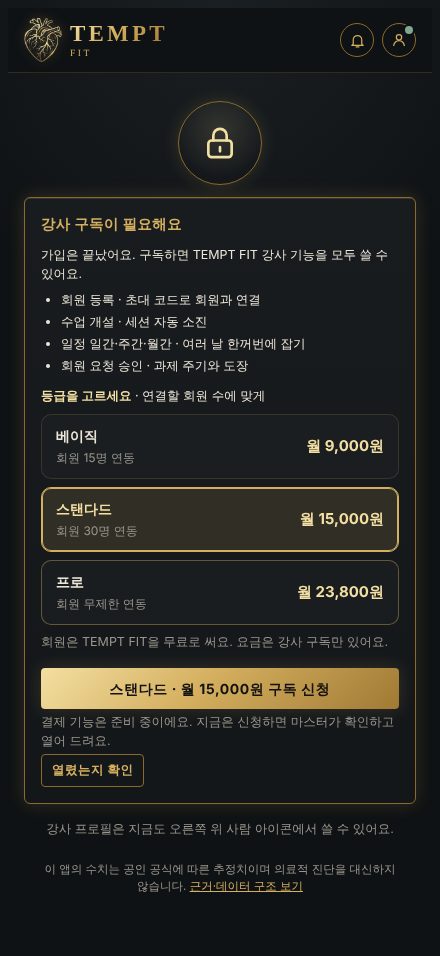 TEMPT
FIT
강사 구독이 필요해요
가입은 끝났어요. 구독하면 TEMPT FIT 강사 기능을 모두 쓸 수
있어요.
• 회원 등록 · 초대 코드로 회원과 연결
• 수업 개설 · 세션 자동 소진
• 일정 일간·주간·월간 · 여러 날 한꺼번에 잡기
• 회원 요청 승인 · 과제 주기와 도장
등급을 고르세요 · 연결할 회원 수에 맞게
베이직
회원 15명 연동
월 9,000원
스탠다드
회원 30명 연동
월 15,000원
프로
회원 무제한 연동
월 23,800원
회원은 TEMPT FIT을 무료로 써요. 요금은 강사 구독만 있어요.
스탠다드 · 월 15,000원 구독 신청
결제 기능은 준비 중이에요. 지금은 신청하면 마스터가 확인하고
열어 드려요.
열렸는지 확인
강사 프로필은 지금도 오른쪽 위 사람 아이콘에서 쓸 수 있어요.
이 앱의 수치는 공인 공식에 따른 추정치이며 의료적 진단을 대신하지
않습니다. 근거·데이터 구조 보기